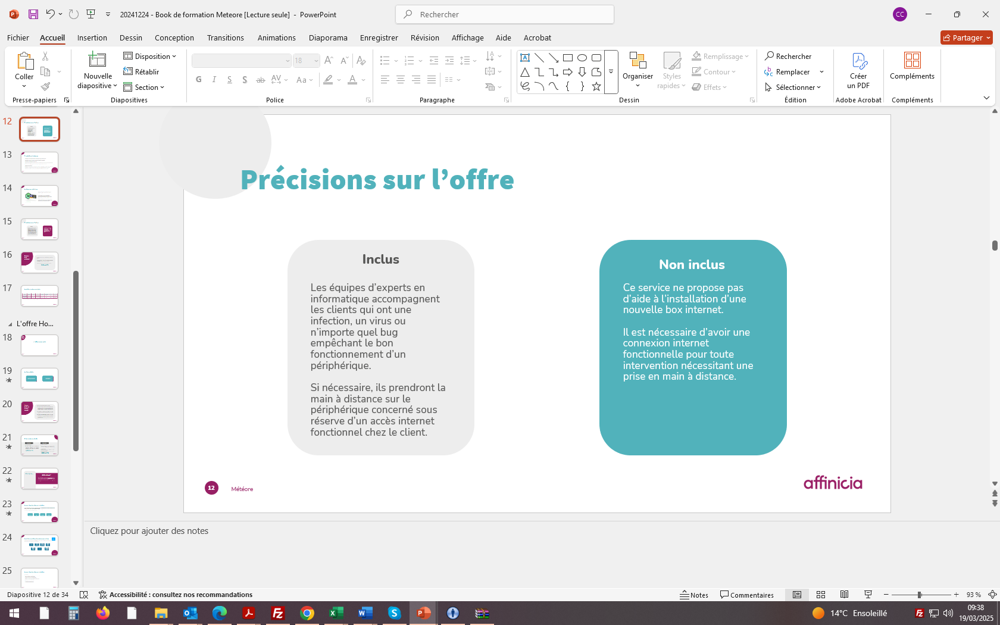 20241224 - Book de formation Meteore [Lecture seule] - PowerPoint
Rechercher
CC
Fichier Accueil Insertion Dessin Conception Transitions Animations Diaporama Enregistrer Révision Affichage Aide Acrobat
Partager
Coller
Presse-papiers
Nouvelle
diapositive
Disposition
Rétablir
Section
Diapositives
18
Police
Paragraphe
Organiser
Styles
rapides
Remplissage
Contour
Effets
Dessin
Rechercher
Remplacer
Sélectionner
Édition
Créer
un PDF
Adobe Acrobat
Compléments
Compléments
12
13
14
15
16
17
L'offre Ho...
18
19
20
21
22
23
24
25
Précisions sur l’offre
Inclus
Les équipes d’experts en
informatique accompagnent
les clients qui ont une
infection, un virus ou
n’importe quel bug
empêchant le bon
fonctionnement d’un
périphérique.
Si nécessaire, ils prendront la
main à distance sur le
périphérique concerné sous
réserve d’un accès internet
fonctionnel chez le client.
Non inclus
Ce service ne propose pas
d’aide à l’installation d’une
nouvelle box internet.
Il est nécessaire d’avoir une
connexion internet
fonctionnelle pour toute
intervention nécessitant une
prise en main à distance.
12 Météore
affinicia
Cliquez pour ajouter des notes
Diapositive 12 de 34 Accessibilité : consultez nos recommandations Notes Commentaires 93 %
14°C Ensoleillé
09:38
19/03/2025